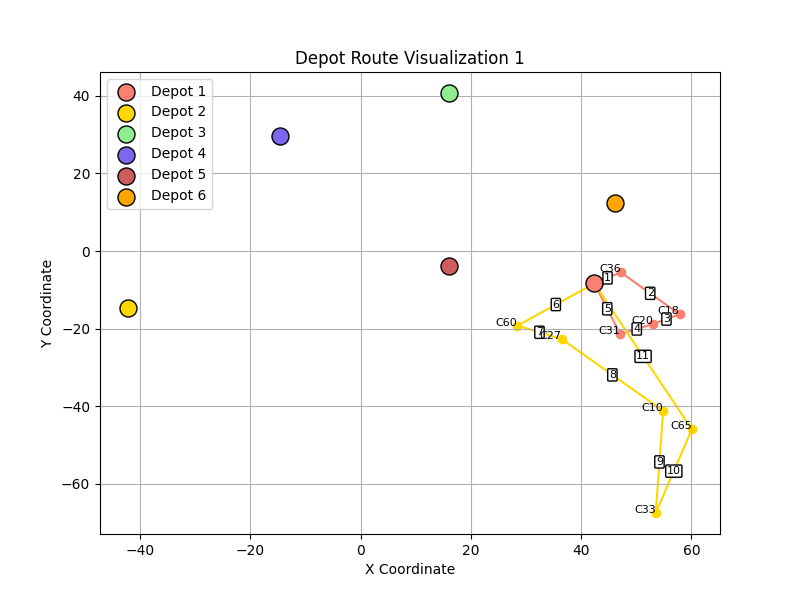 Depot Route Visualization 1
Y Coordinate
40
20
0
−20
−40
−60
Depot 1
Depot 2
Depot 3
Depot 4
Depot 5
Depot 6
C36
1
2
6
5
C18
C60
C20
3
7
C27
C31
4
11
8
C10
C65
9
10
C33
−40
−20
0
20
40
60
X Coordinate